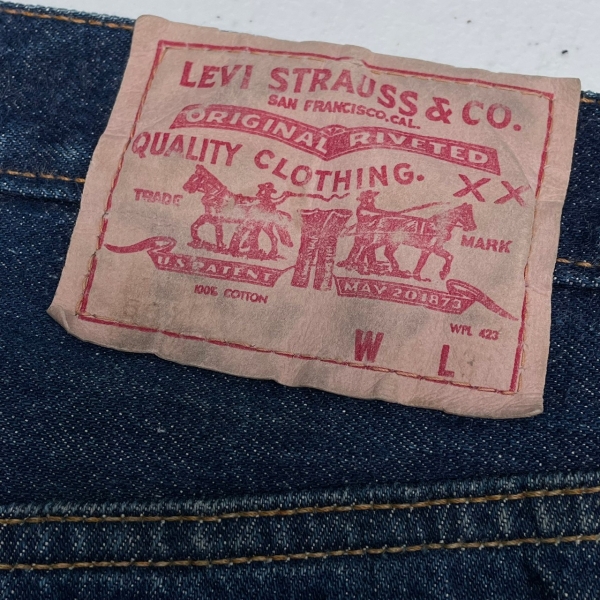 LEVI STRAUSS & CO.
SAN FRANCISCO.CAL.
ORIGINAL RIVETED
QUALITY CLOTHING. XX
TRADE MARK
U.S. PATENT MAY 20 1873
100% COTTON
WPL 423
W L